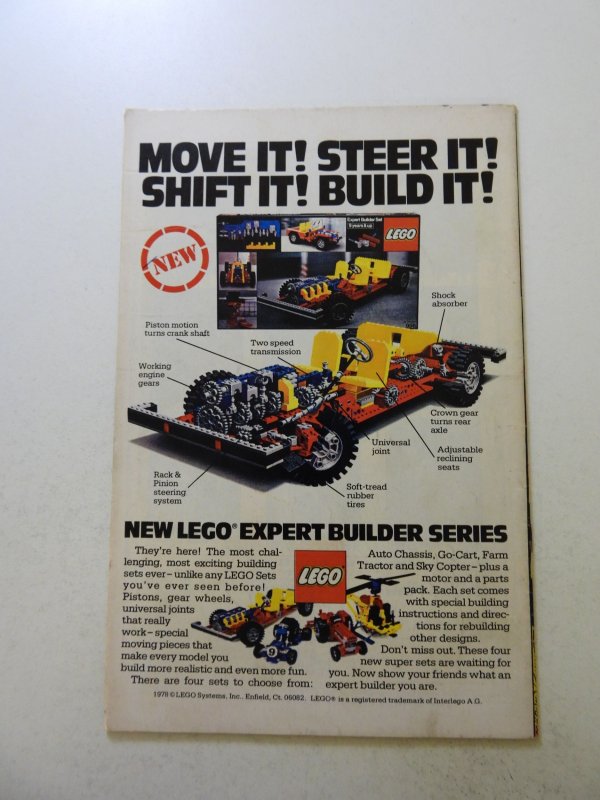 MOVE IT! STEER IT!
SHIFT IT! BUILD IT!
NEW
Expert Builder Set
9 years & up
LEGO
Shock
absorber
Piston motion
turns crank shaft
Two speed
transmission
Working
engine
gears
Crown gear
turns rear
axle
Universal
joint
Adjustable
reclining
seats
Rack &
Pinion
steering
system
Soft-tread
rubber
tires
NEW LEGO® EXPERT BUILDER SERIES
They're here! The most chal-
lenging, most exciting building
sets ever – unlike any LEGO Sets
you've ever seen before!
Pistons, gear wheels,
universal joints
that really
work – special
moving pieces that
make every model you
build more realistic and even more fun.
There are four sets to choose from:
LEGO
9
Auto Chassis, Go-Cart, Farm
Tractor and Sky Copter – plus a
motor and a parts
pack. Each set comes
with special building
instructions and direc-
tions for rebuilding
other designs.
Don't miss out. These four
new super sets are waiting for
you. Now show your friends what an
expert builder you are.
1978 © LEGO Systems, Inc., Enfield, Ct. 06082. LEGO® is a registered trademark of Interlego A.G.